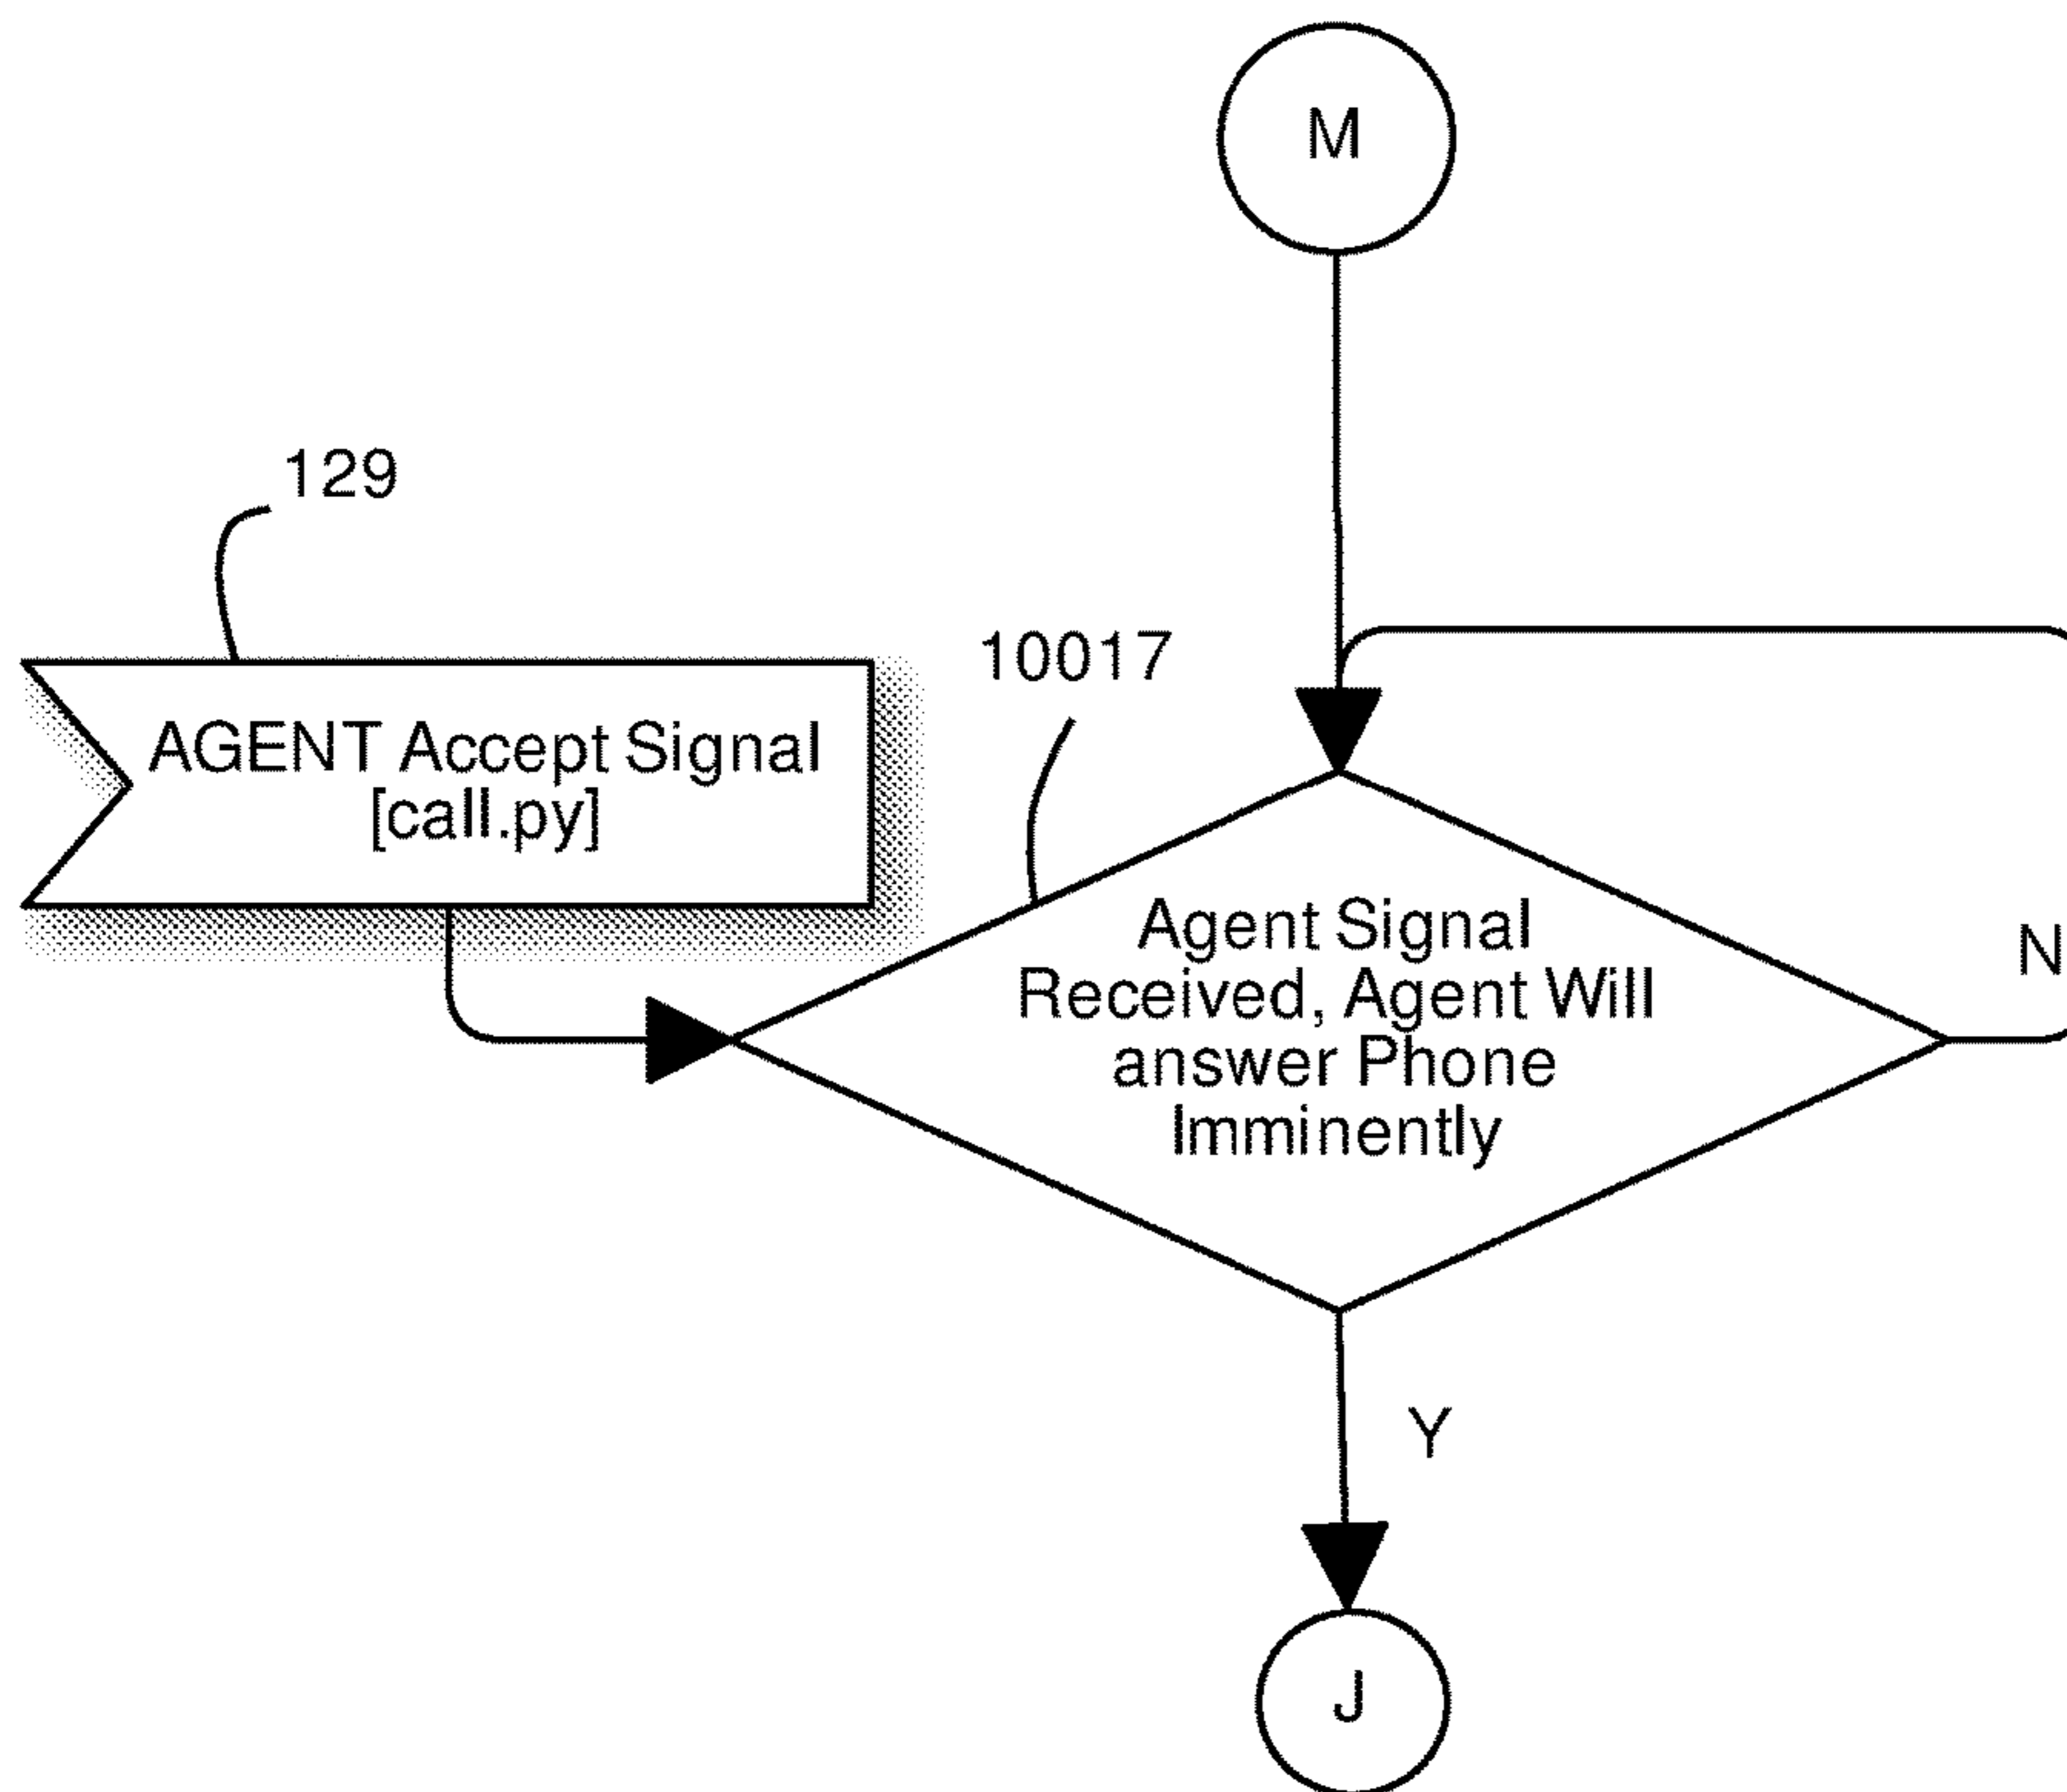 M
129
10017
AGENT Accept Signal
[call.py]
Agent Signal
Received, Agent Will
answer Phone
Imminently
N
Y
J